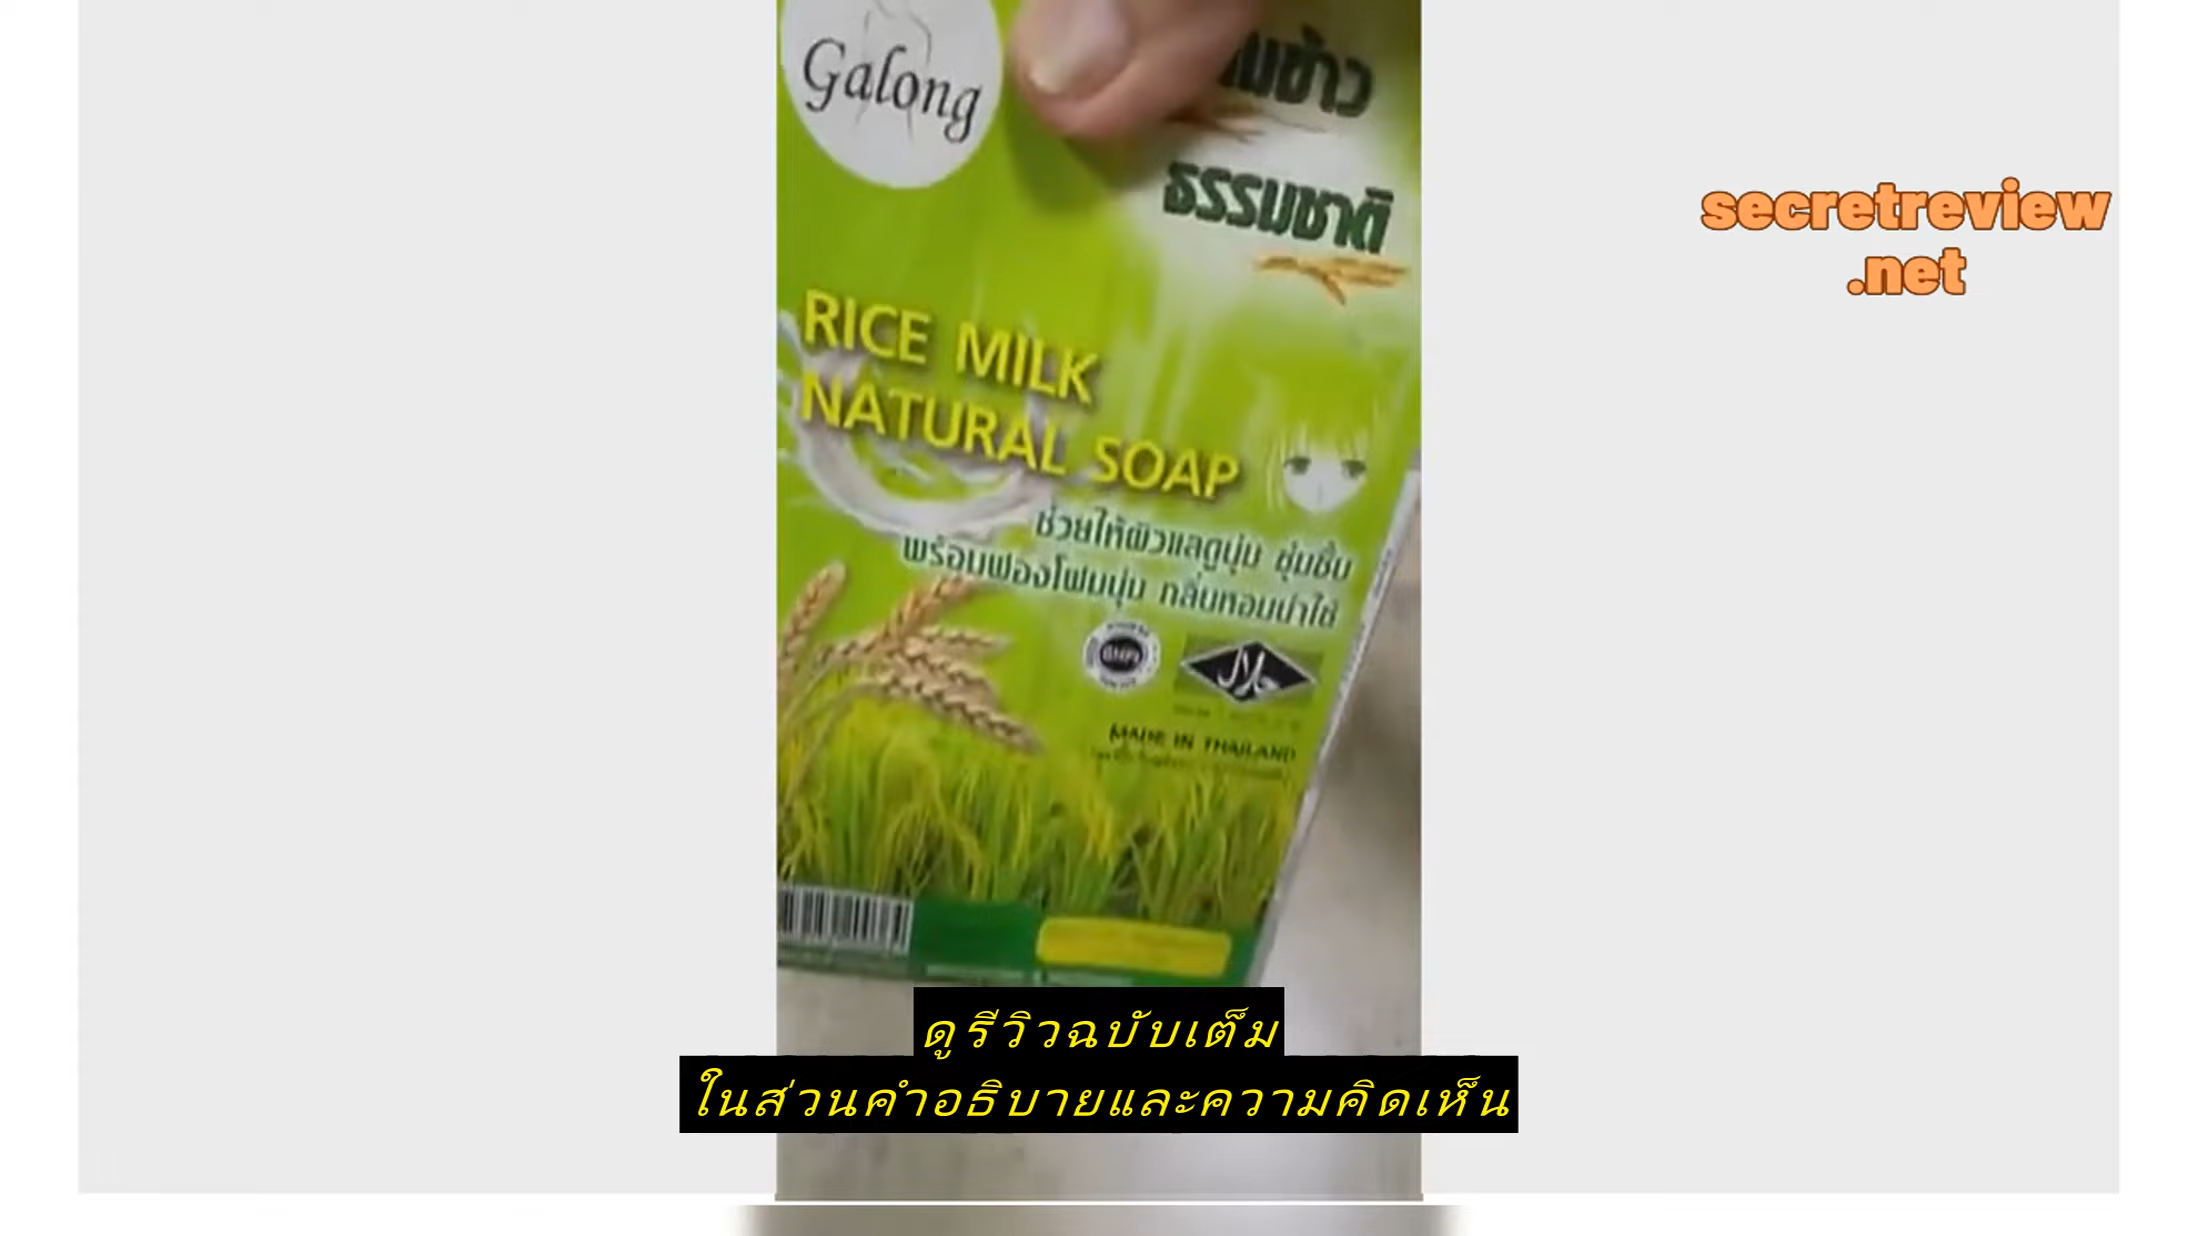 Galong
ธรรมชาติ
secretreview
.net
RICE MILK
NATURAL SOAP
ช่วยให้ผิวแลดูนุ่ม ชุ่มชื้น
พร้อมฟองโฟมนุ่ม กลิ่นหอมน่าใช้
MADE IN THAILAND
ดูรีวิวฉบับเต็ม
ในส่วนคำอธิบายและความคิดเห็น